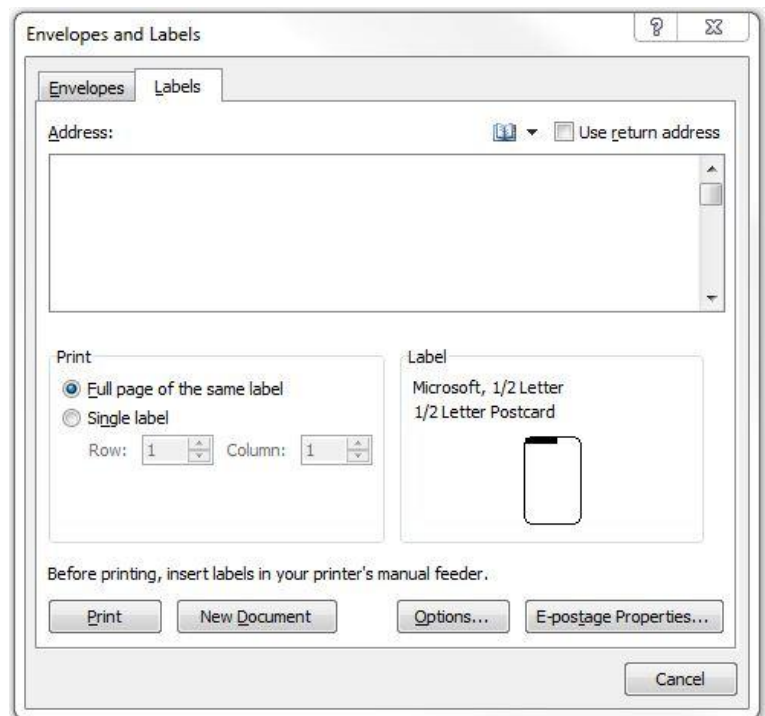 Envelopes and Labels
Envelopes Labels
Address: Use return address
Print
Full page of the same label
Single label
Row: 1 Column: 1
Label
Microsoft, 1/2 Letter
1/2 Letter Postcard
Before printing, insert labels in your printer's manual feeder.
Print New Document Options... E-postage Properties...
Cancel